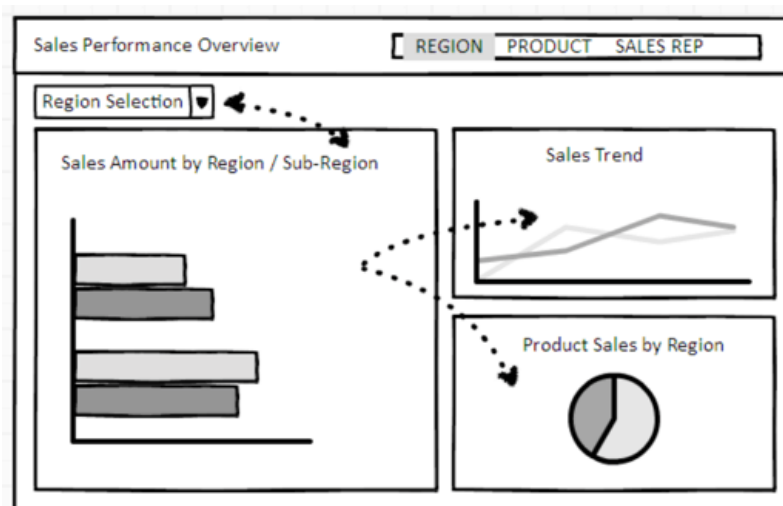 Sales Performance Overview
REGION PRODUCT SALES REP
Region Selection
Sales Amount by Region / Sub-Region
Sales Trend
Product Sales by Region